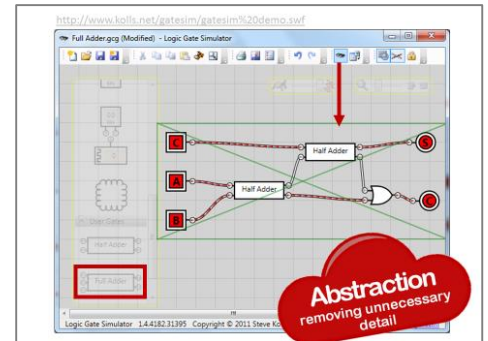 http://www.kolls.net/gatesim/gatesim%20demo.swf
Full Adder.gcg (Modified) - Logic Gate Simulator
C
Half Adder
S
A
Half Adder
B
C
User Gates
Half Adder
Full Adder
Abstraction
removing unnecessary
detail
Logic Gate Simulator 1.4.4182.31395 Copyright © 2011 Steve Ko